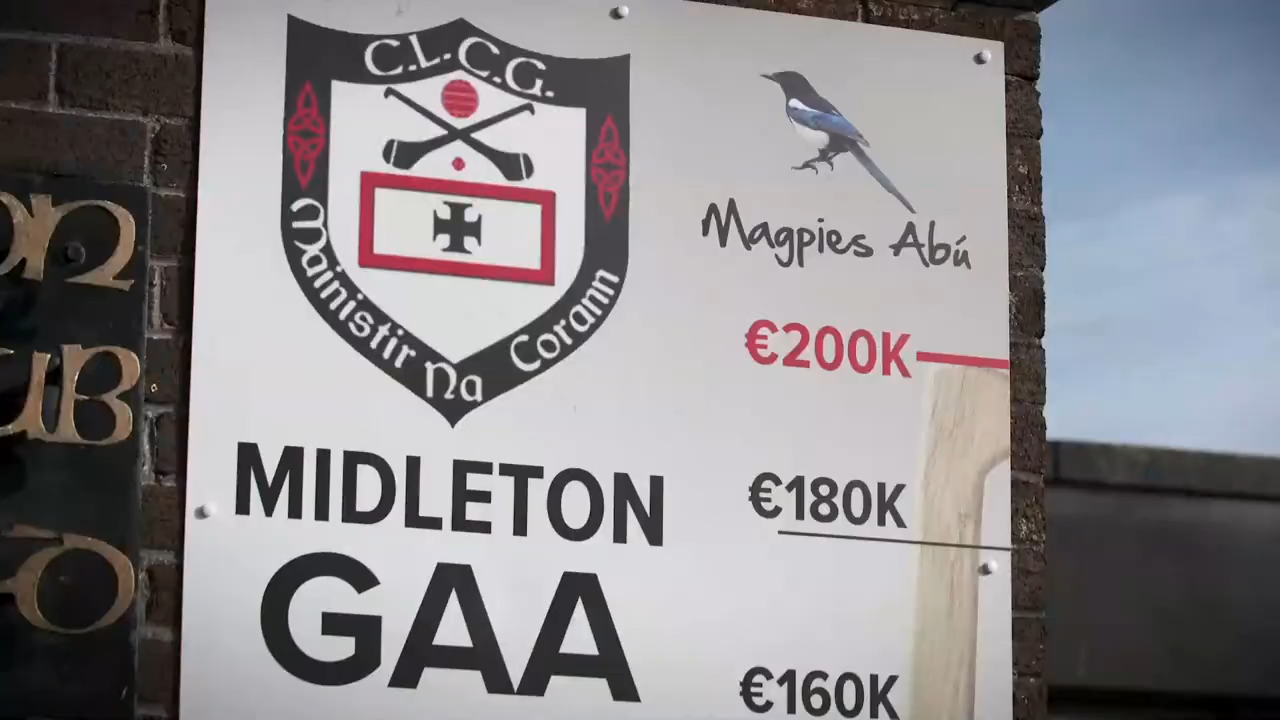 C.L.C.G.
Mainistir Na Corann
Magpies Abú
€200K
€180K
€160K
MIDLETON
GAA